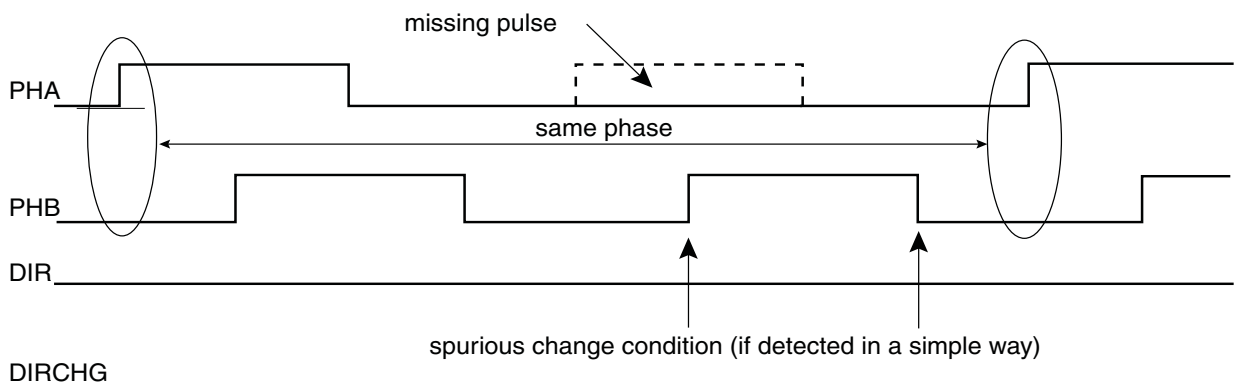 missing pulse
PHA
same phase
PHB
DIR
spurious change condition (if detected in a simple way)
DIRCHG